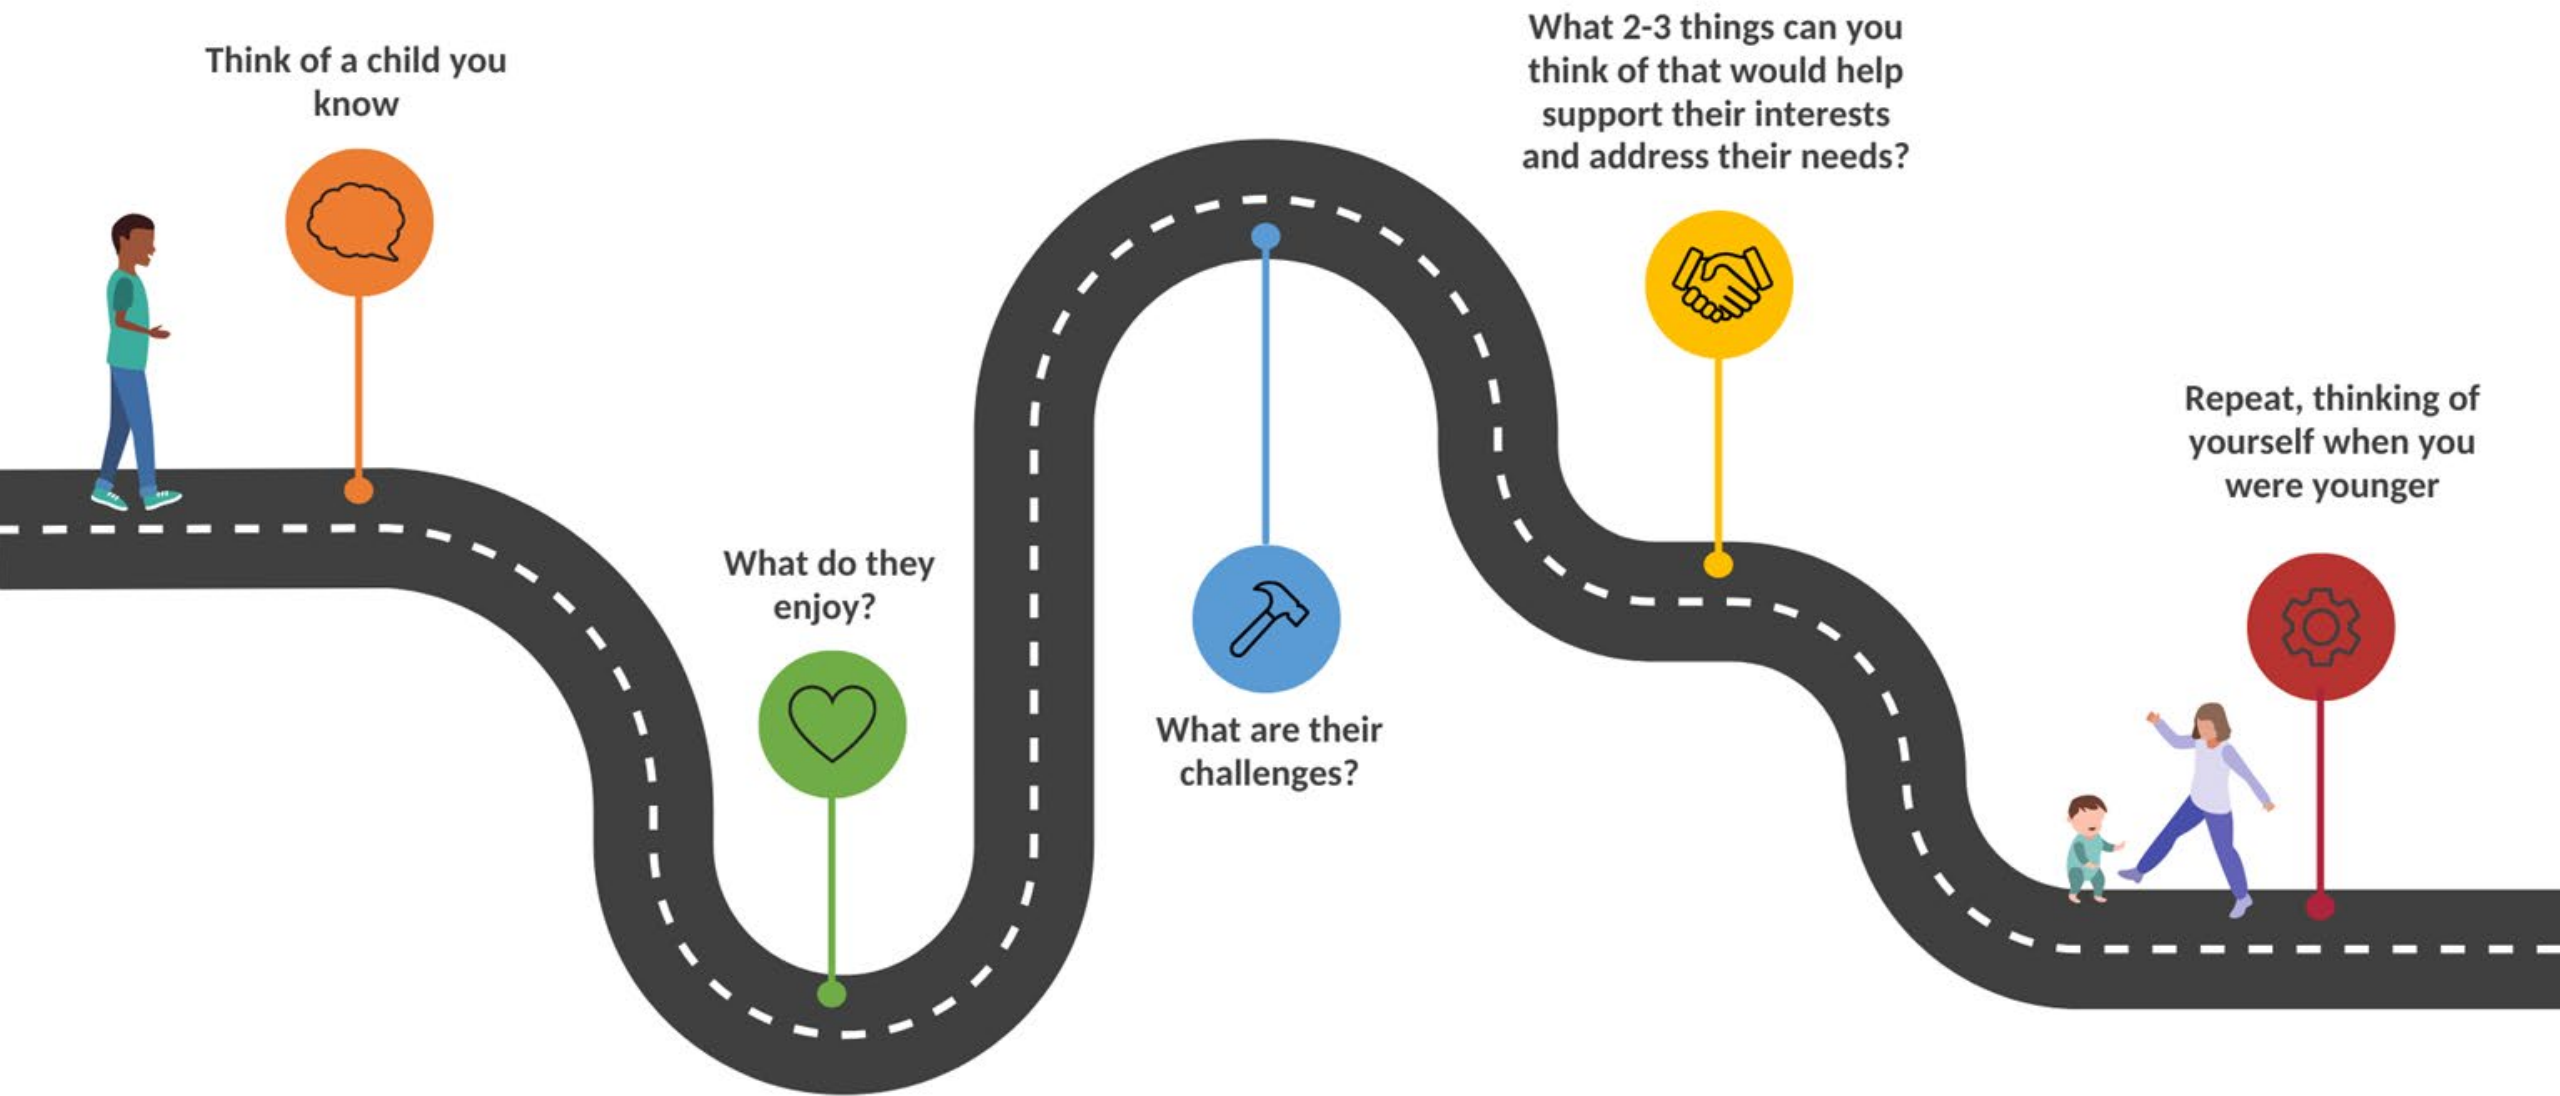 Think of a child you
know
What do they
enjoy?
What are their
challenges?
What 2-3 things can you
think of that would help
support their interests
and address their needs?
Repeat, thinking of
yourself when you
were younger